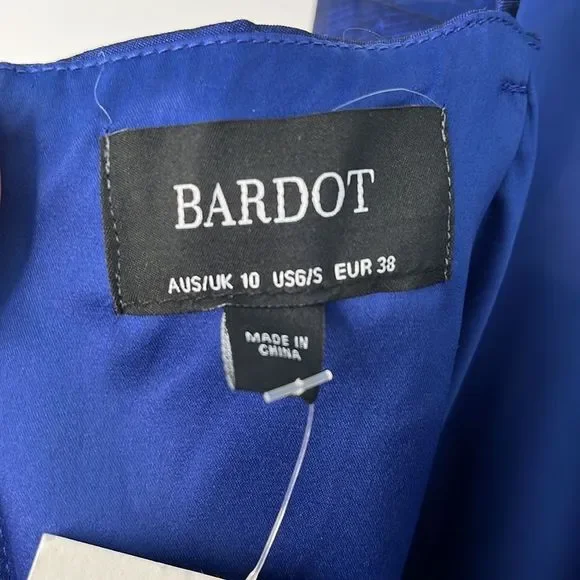 BARDOT
AUS/UK 10 US6/S EUR 38
MADE IN
CHINA